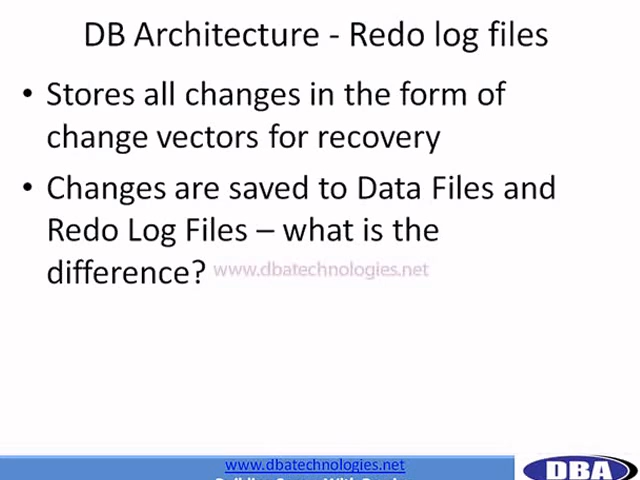 DB Architecture - Redo log files
• Stores all changes in the form of
change vectors for recovery
• Changes are saved to Data Files and
Redo Log Files – what is the
difference? www.dbatechnologies.net
www.dbatechnologies.net
DBA